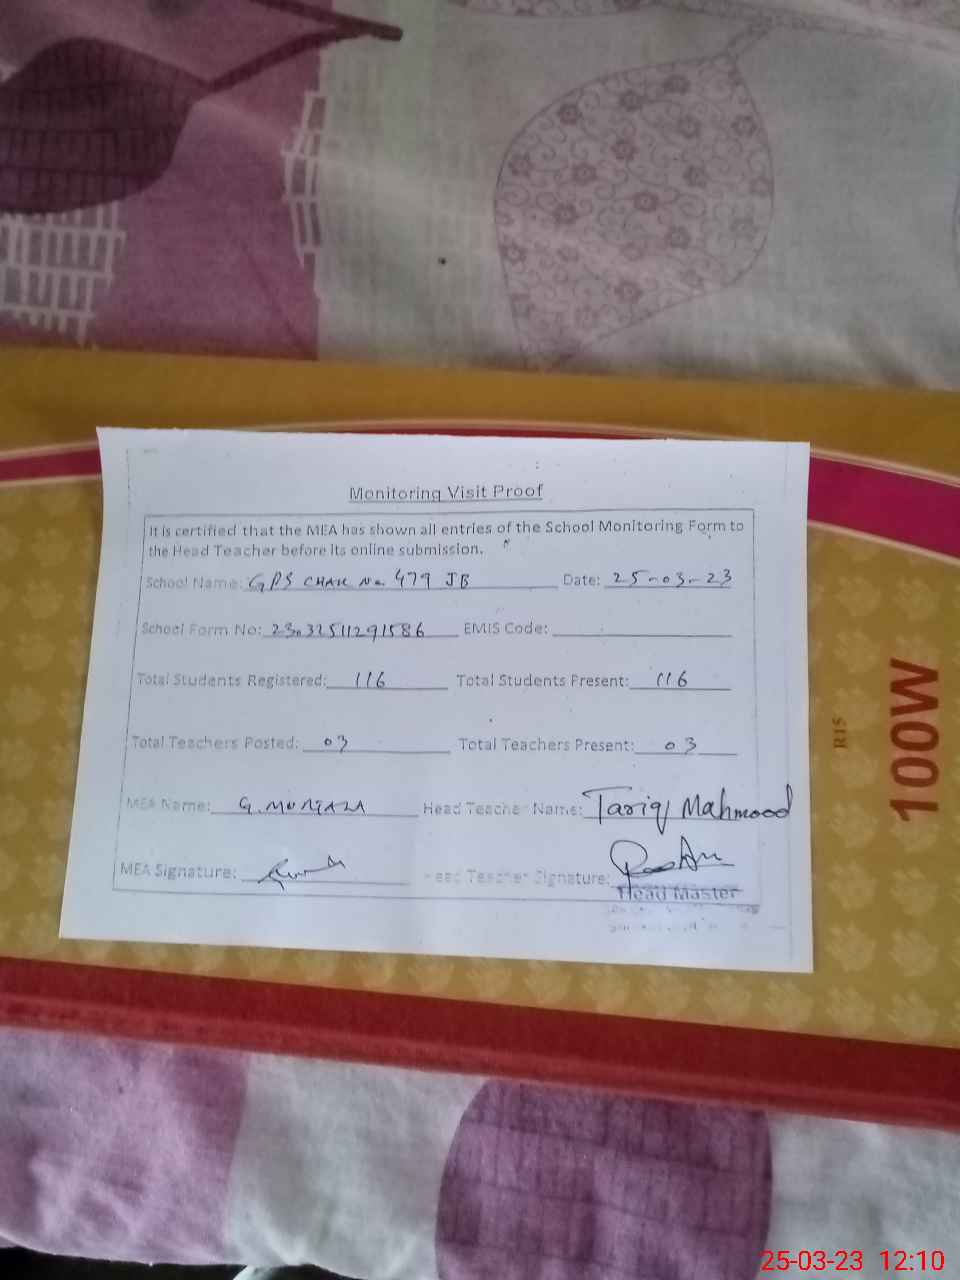 Monitoring Visit Proof
It is certified that the MEA has shown all entries of the School Monitoring Form to
the Head Teacher before its online submission.
School Name: GPS CHAK No. 479 JB Date: 25-03-23
School Form No: 23032511291586 EMIS Code:
Total Students Registered: 116 Total Students Present: 116
Total Teachers Posted: 03 Total Teachers Present: 03
MEA Name: G. MURTAZA Head Teacher Name: Tariq Mahmood
MEA Signature: Head Teacher Signature:
Head Master
R15
100W
25-03-23 12:10